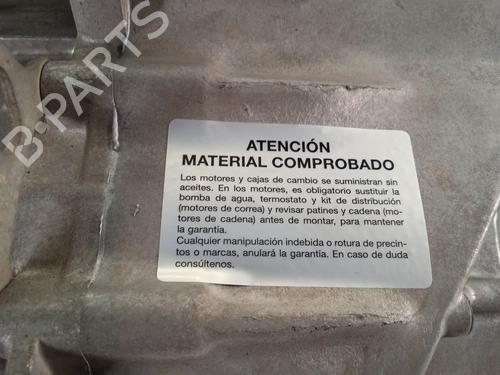 B-PARTS
ATENCIÓN
MATERIAL COMPROBADO
Los motores y cajas de cambio se suministran sin
aceites. En los motores, es obligatorio sustituir la
bomba de agua, termostato y kit de distribución
(motores de correa) y revisar patines y cadena (mo-
tores de cadena) antes de montar, para mantener
la garantía.
Cualquier manipulación indebida o rotura de precin-
tos o marcas, anulará la garantía. En caso de duda
consúltenos.